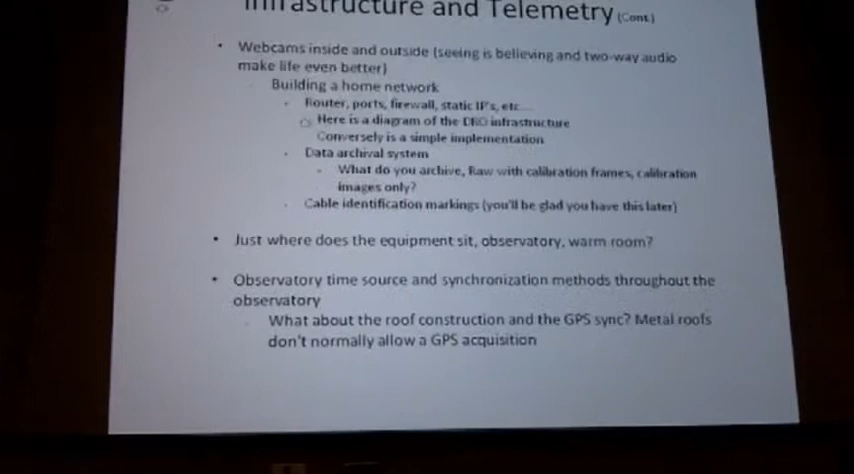 Infrastructure and Telemetry (Cont.)
• Webcams inside and outside (seeing is believing and two-way audio
make life even better)
Building a home network
Router, ports, firewall, static IP's, etc...
Here is a diagram of the DRO infrastructure
Conversely is a simple implementation
Data archival system
What do you archive, Raw with calibration frames, calibration
images only?
Cable identification markings (you'll be glad you have this later)
• Just where does the equipment sit, observatory, warm room?
• Observatory time source and synchronization methods throughout the
observatory
What about the roof construction and the GPS sync? Metal roofs
don't normally allow a GPS acquisition